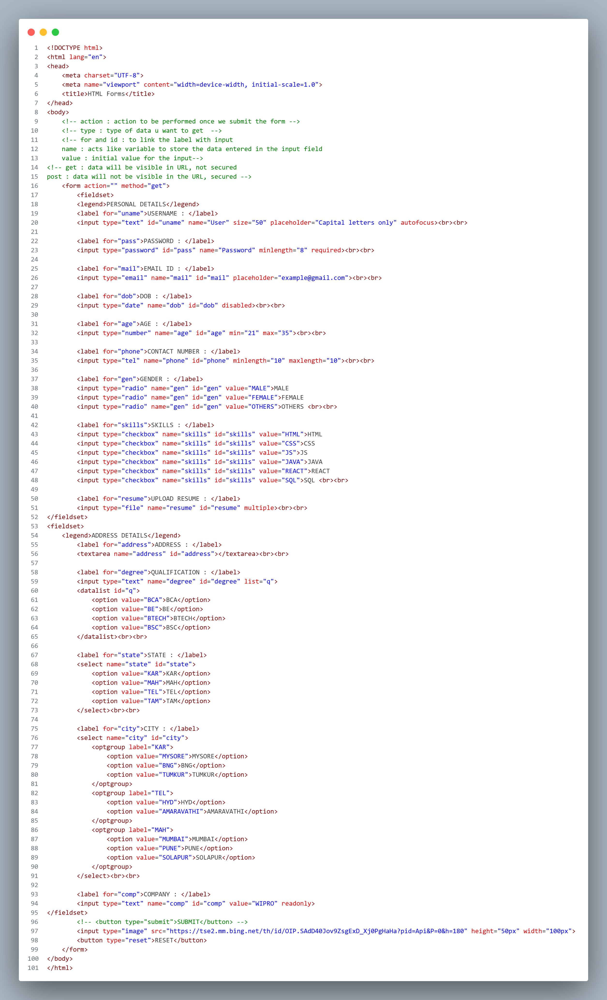 1 <!DOCTYPE html>
2 <html lang="en">
3 <head>
4     <meta charset="UTF-8">
5     <meta name="viewport" content="width=device-width, initial-scale=1.0">
6     <title>HTML Forms</title>
7 </head>
8 <body>
9     <!-- action : action to be performed once we submit the form -->
10     <!-- type : type of data u want to get  -->
11     <!-- for and id : to link the label with input
12     name : acts like variable to store the data entered in the input field
13     value : initial value for the input-->
14 <!-- get : data will be visible in URL, not secured
15 post : data will not be visible in the URL, secured -->
16     <form action="" method="get">
17         <fieldset>
18         <legend>PERSONAL DETAILS</legend>
19         <label for="uname">USERNAME : </label>
20         <input type="text" id="uname" name="User" size="50" placeholder="Capital letters only" autofocus><br><br>
21
22         <label for="pass">PASSWORD : </label>
23         <input type="password" id="pass" name="Password" minlength="8" required><br><br>
24
25         <label for="mail">EMAIL ID : </label>
26         <input type="email" name="mail" id="mail" placeholder="example@gmail.com"><br><br>
27
28         <label for="dob">DOB : </label>
29         <input type="date" name="dob" id="dob" disabled><br><br>
30
31         <label for="age">AGE : </label>
32         <input type="number" name="age" id="age" min="21" max="35"><br><br>
33
34         <label for="phone">CONTACT NUMBER : </label>
35         <input type="tel" name="phone" id="phone" minlength="10" maxlength="10"><br><br>
36
37         <label for="gen">GENDER : </label>
38         <input type="radio" name="gen" id="gen" value="MALE">MALE
39         <input type="radio" name="gen" id="gen" value="FEMALE">FEMALE
40         <input type="radio" name="gen" id="gen" value="OTHERS">OTHERS <br><br>
41
42         <label for="skills">SKILLS : </label>
43         <input type="checkbox" name="skills" id="skills" value="HTML">HTML
44         <input type="checkbox" name="skills" id="skills" value="CSS">CSS
45         <input type="checkbox" name="skills" id="skills" value="JS">JS
46         <input type="checkbox" name="skills" id="skills" value="JAVA">JAVA
47         <input type="checkbox" name="skills" id="skills" value="REACT">REACT
48         <input type="checkbox" name="skills" id="skills" value="SQL">SQL <br><br>
49
50         <label for="resume">UPLOAD RESUME : </label>
51         <input type="file" name="resume" id="resume" multiple><br><br>
52 </fieldset>
53 <fieldset>
54     <legend>ADDRESS DETAILS</legend>
55         <label for="address">ADDRESS : </label>
56         <textarea name="address" id="address"></textarea><br><br>
57
58         <label for="degree">QUALIFICATION : </label>
59         <input type="text" name="degree" id="degree" list="q">
60         <datalist id="q">
61             <option value="BCA">BCA</option>
62             <option value="BE">BE</option>
63             <option value="BTECH">BTECH</option>
64             <option value="BSC">BSC</option>
65         </datalist><br><br>
66
67         <label for="state">STATE : </label>
68         <select name="state" id="state">
69             <option value="KAR">KAR</option>
70             <option value="MAH">MAH</option>
71             <option value="TEL">TEL</option>
72             <option value="TAM">TAM</option>
73         </select><br><br>
74
75         <label for="city">CITY : </label>
76         <select name="city" id="city">
77             <optgroup label="KAR">
78                 <option value="MYSORE">MYSORE</option>
79                 <option value="BNG">BNG</option>
80                 <option value="TUMKUR">TUMKUR</option>
81             </optgroup>
82             <optgroup label="TEL">
83                 <option value="HYD">HYD</option>
84                 <option value="AMARAVATHI">AMARAVATHI</option>
85             </optgroup>
86             <optgroup label="MAH">
87                 <option value="MUMBAI">MUMBAI</option>
88                 <option value="PUNE">PUNE</option>
89                 <option value="SOLAPUR">SOLAPUR</option>
90             </optgroup>
91         </select><br><br>
92
93         <label for="comp">COMPANY : </label>
94         <input type="text" name="comp" id="comp" value="WIPRO" readonly>
95 </fieldset>
96         <!-- <button type="submit">SUBMIT</button> -->
97         <input type="image" src="https://tse2.mm.bing.net/th/id/OIP.SAdD40Jov9ZsgExD_Xj0PgHaHa?pid=Api&P=0&h=180" height="50px" width="100px">
98         <button type="reset">RESET</button>
99     </form>
100 </body>
101 </html>